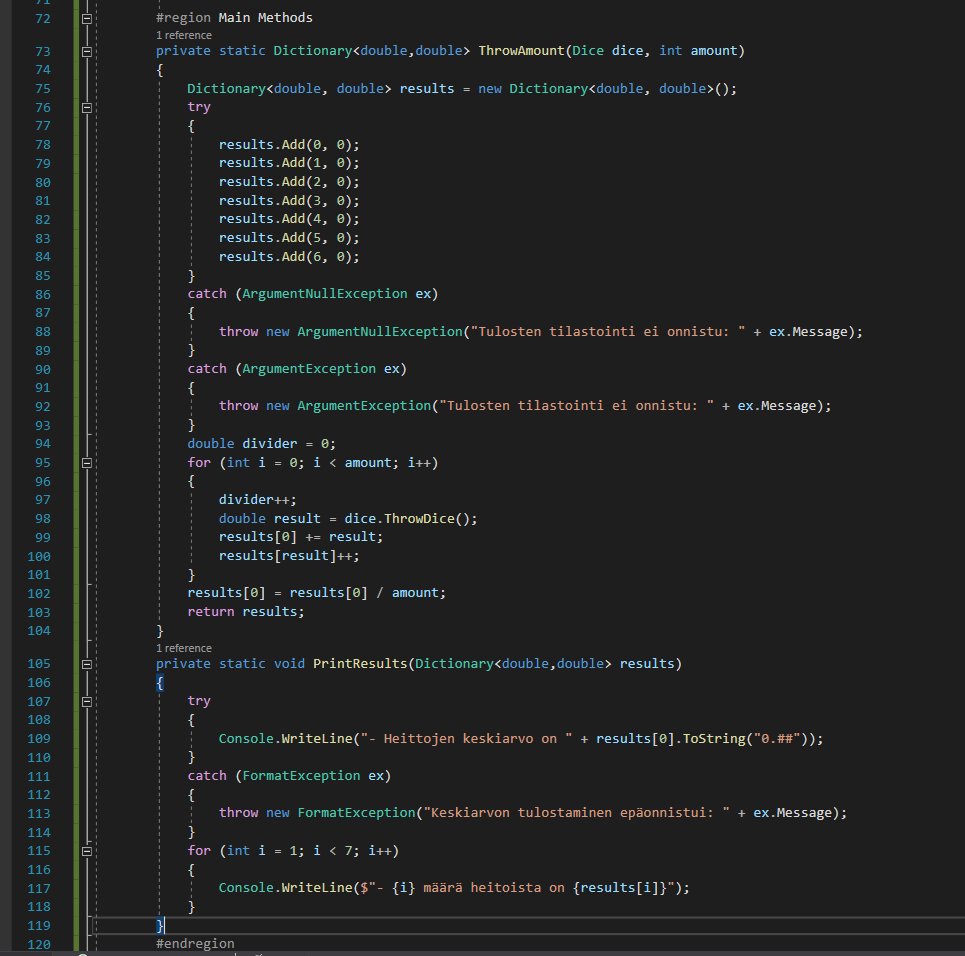 71
72 #region Main Methods
1 reference
73 private static Dictionary<double,double> ThrowAmount(Dice dice, int amount)
74 {
75 Dictionary<double, double> results = new Dictionary<double, double>();
76 try
77 {
78 results.Add(0, 0);
79 results.Add(1, 0);
80 results.Add(2, 0);
81 results.Add(3, 0);
82 results.Add(4, 0);
83 results.Add(5, 0);
84 results.Add(6, 0);
85 }
86 catch (ArgumentNullException ex)
87 {
88 throw new ArgumentNullException("Tulosten tilastointi ei onnistu: " + ex.Message);
89 }
90 catch (ArgumentException ex)
91 {
92 throw new ArgumentException("Tulosten tilastointi ei onnistu: " + ex.Message);
93 }
94 double divider = 0;
95 for (int i = 0; i < amount; i++)
96 {
97 divider++;
98 double result = dice.ThrowDice();
99 results[0] += result;
100 results[result]++;
101 }
102 results[0] = results[0] / amount;
103 return results;
104 }
1 reference
105 private static void PrintResults(Dictionary<double,double> results)
106 {
107 try
108 {
109 Console.WriteLine("- Heittojen keskiarvo on " + results[0].ToString("0.##"));
110 }
111 catch (FormatException ex)
112 {
113 throw new FormatException("Keskiarvon tulostaminen epäonnistui: " + ex.Message);
114 }
115 for (int i = 1; i < 7; i++)
116 {
117 Console.WriteLine($"- {i} määrä heitoista on {results[i]}");
118 }
119 }
120 #endregion